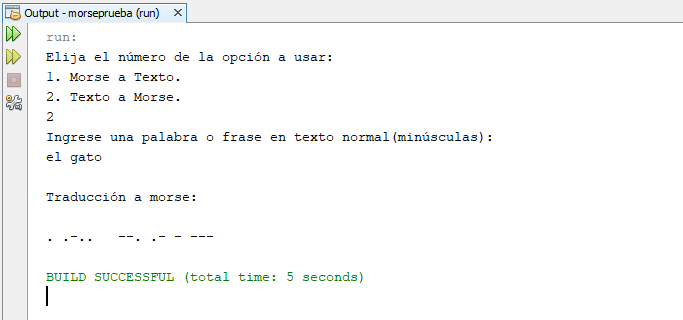 Output - morseprueba (run)
run:
Elija el número de la opción a usar:
1. Morse a Texto.
2. Texto a Morse.
2
Ingrese una palabra o frase en texto normal(minúsculas):
el gato
Traducción a morse:
. .-..   --. .- - ---
BUILD SUCCESSFUL (total time: 5 seconds)